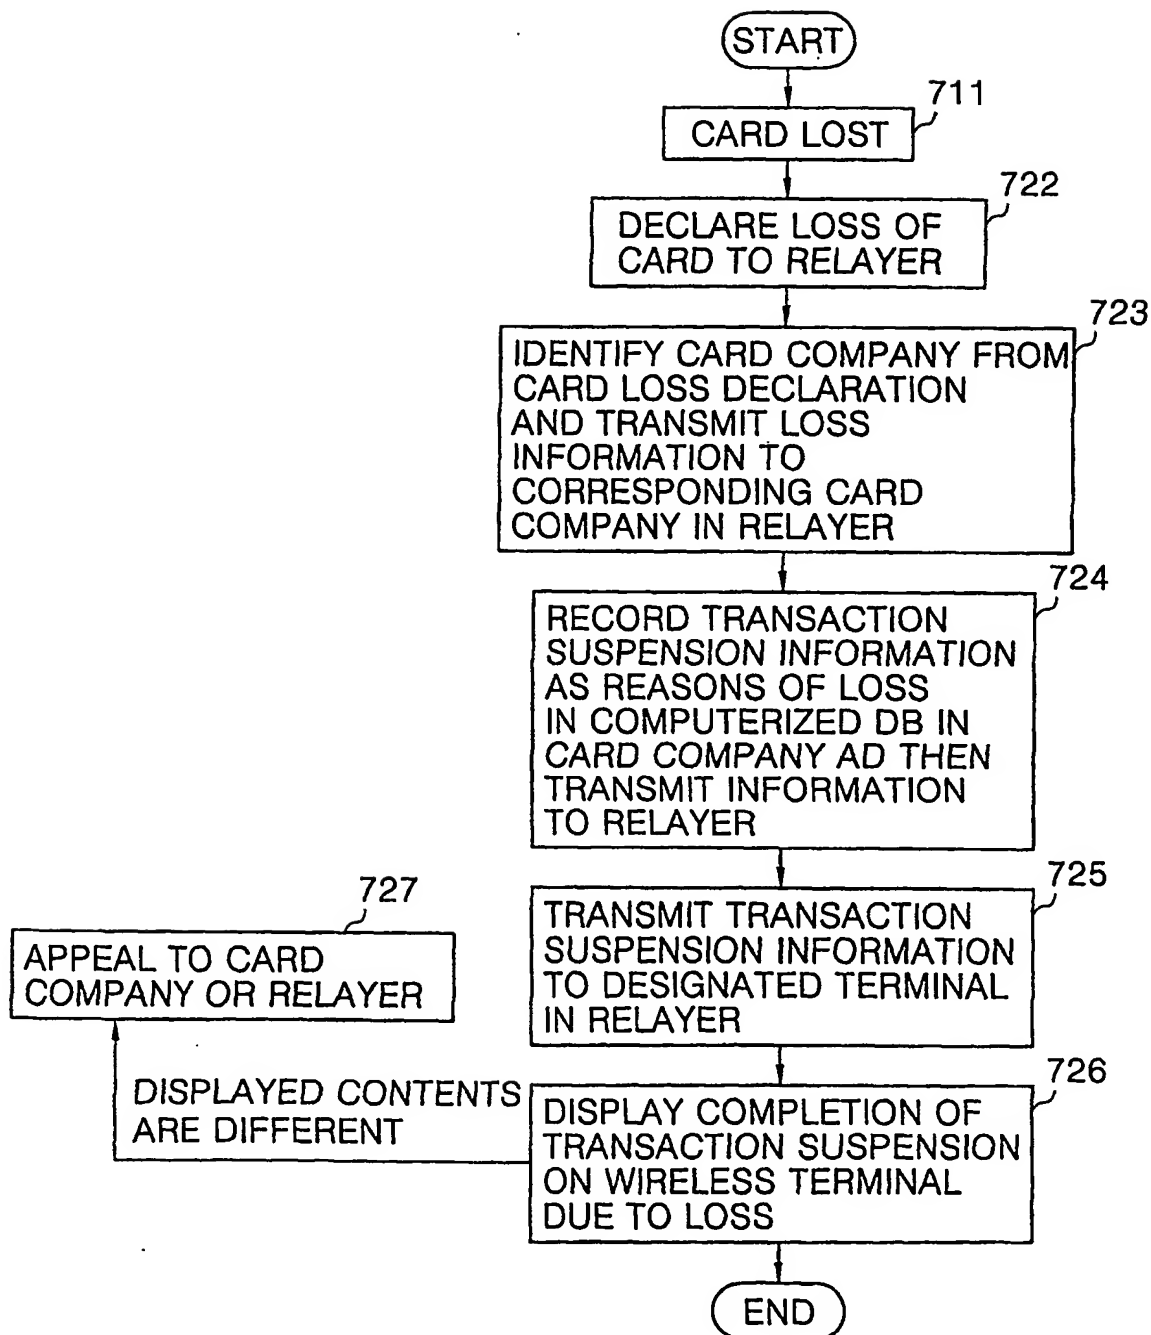 START
711
CARD LOST
722
DECLARE LOSS OF
CARD TO RELAYER
723
IDENTIFY CARD COMPANY FROM
CARD LOSS DECLARATION
AND TRANSMIT LOSS
INFORMATION TO
CORRESPONDING CARD
COMPANY IN RELAYER
724
RECORD TRANSACTION
SUSPENSION INFORMATION
AS REASONS OF LOSS
IN COMPUTERIZED DB IN
CARD COMPANY AD THEN
TRANSMIT INFORMATION
TO RELAYER
725
TRANSMIT TRANSACTION
SUSPENSION INFORMATION
TO DESIGNATED TERMINAL
IN RELAYER
727
APPEAL TO CARD
COMPANY OR RELAYER
DISPLAYED CONTENTS
ARE DIFFERENT
726
DISPLAY COMPLETION OF
TRANSACTION SUSPENSION
ON WIRELESS TERMINAL
DUE TO LOSS
END